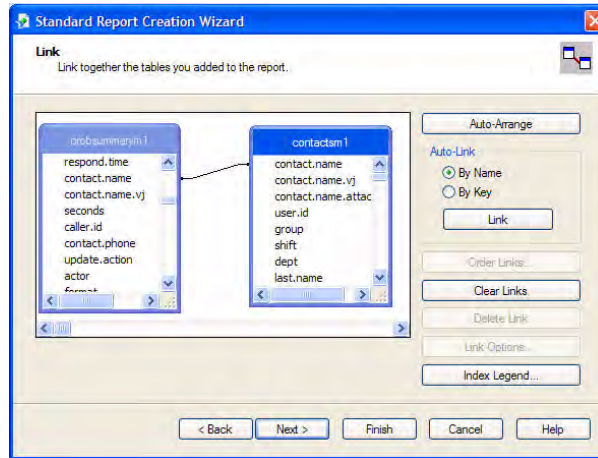 Standard Report Creation Wizard
Link
Link together the tables you added to the report.
probsummarym1
respond.time
contact.name
contact.name.vj
seconds
caller.id
contact.phone
update.action
actor
format
contactsm1
contact.name
contact.name.vj
contact.name.attac
user.id
group
shift
dept
last.name
Auto-Arrange
Auto-Link
By Name
By Key
Link
Order Links...
Clear Links
Delete Link
Link Options...
Index Legend...
< Back
Next >
Finish
Cancel
Help